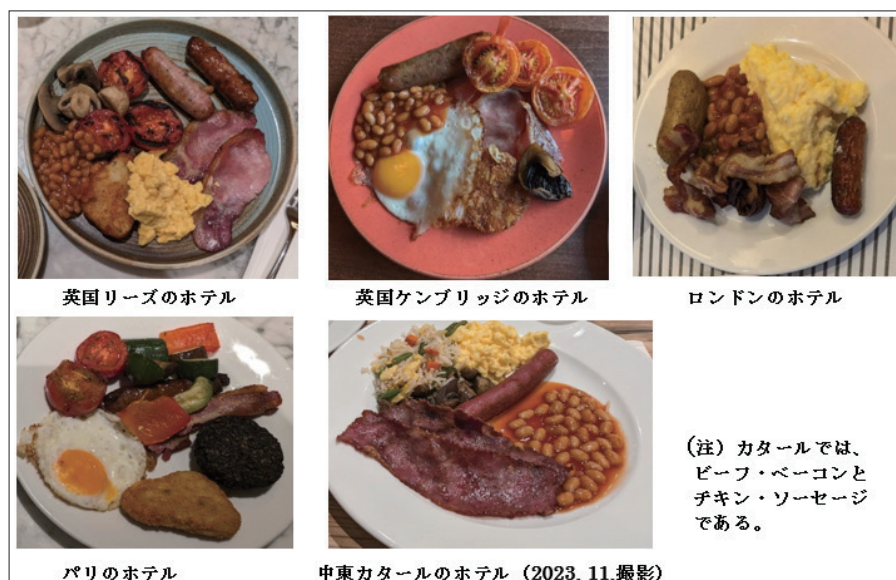 英国リーズのホテル
英国ケンブリッジのホテル
ロンドンのホテル
(注) カタールでは、
ビーフ・ベーコンと
チキン・ソーセージ
である。
パリのホテル
中東カタールのホテル (2023. 11.撮影)